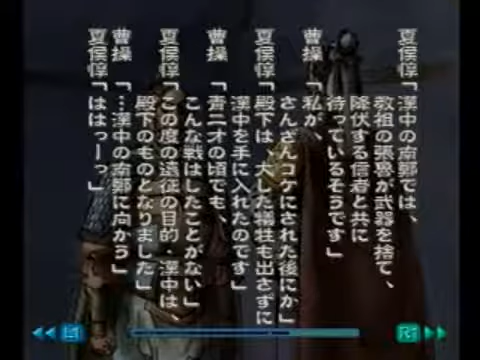 夏侯惇「漢中の南鄭では、
教祖の張魯が武器を捨て、
降伏する信者と共に
待っているそうです」
曹操「私が、
さんざんコケにされた後にか」
夏侯惇「殿下は、大した犠牲も出さずに
漢中を手に入れたのです」
曹操「青二才の頃でも、
こんな戦はしたことがない」
夏侯惇「この度の遠征の目的・漢中は、
殿下のものとなりました」
曹操「…漢中の南鄭に向かう」
夏侯惇「ははーっ」
L1
R1